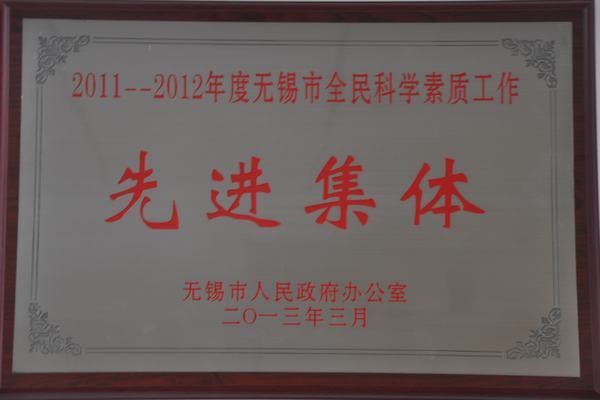 2011--2012年度无锡市全民科学素质工作
先进集体
无锡市人民政府办公室
二〇一三年三月